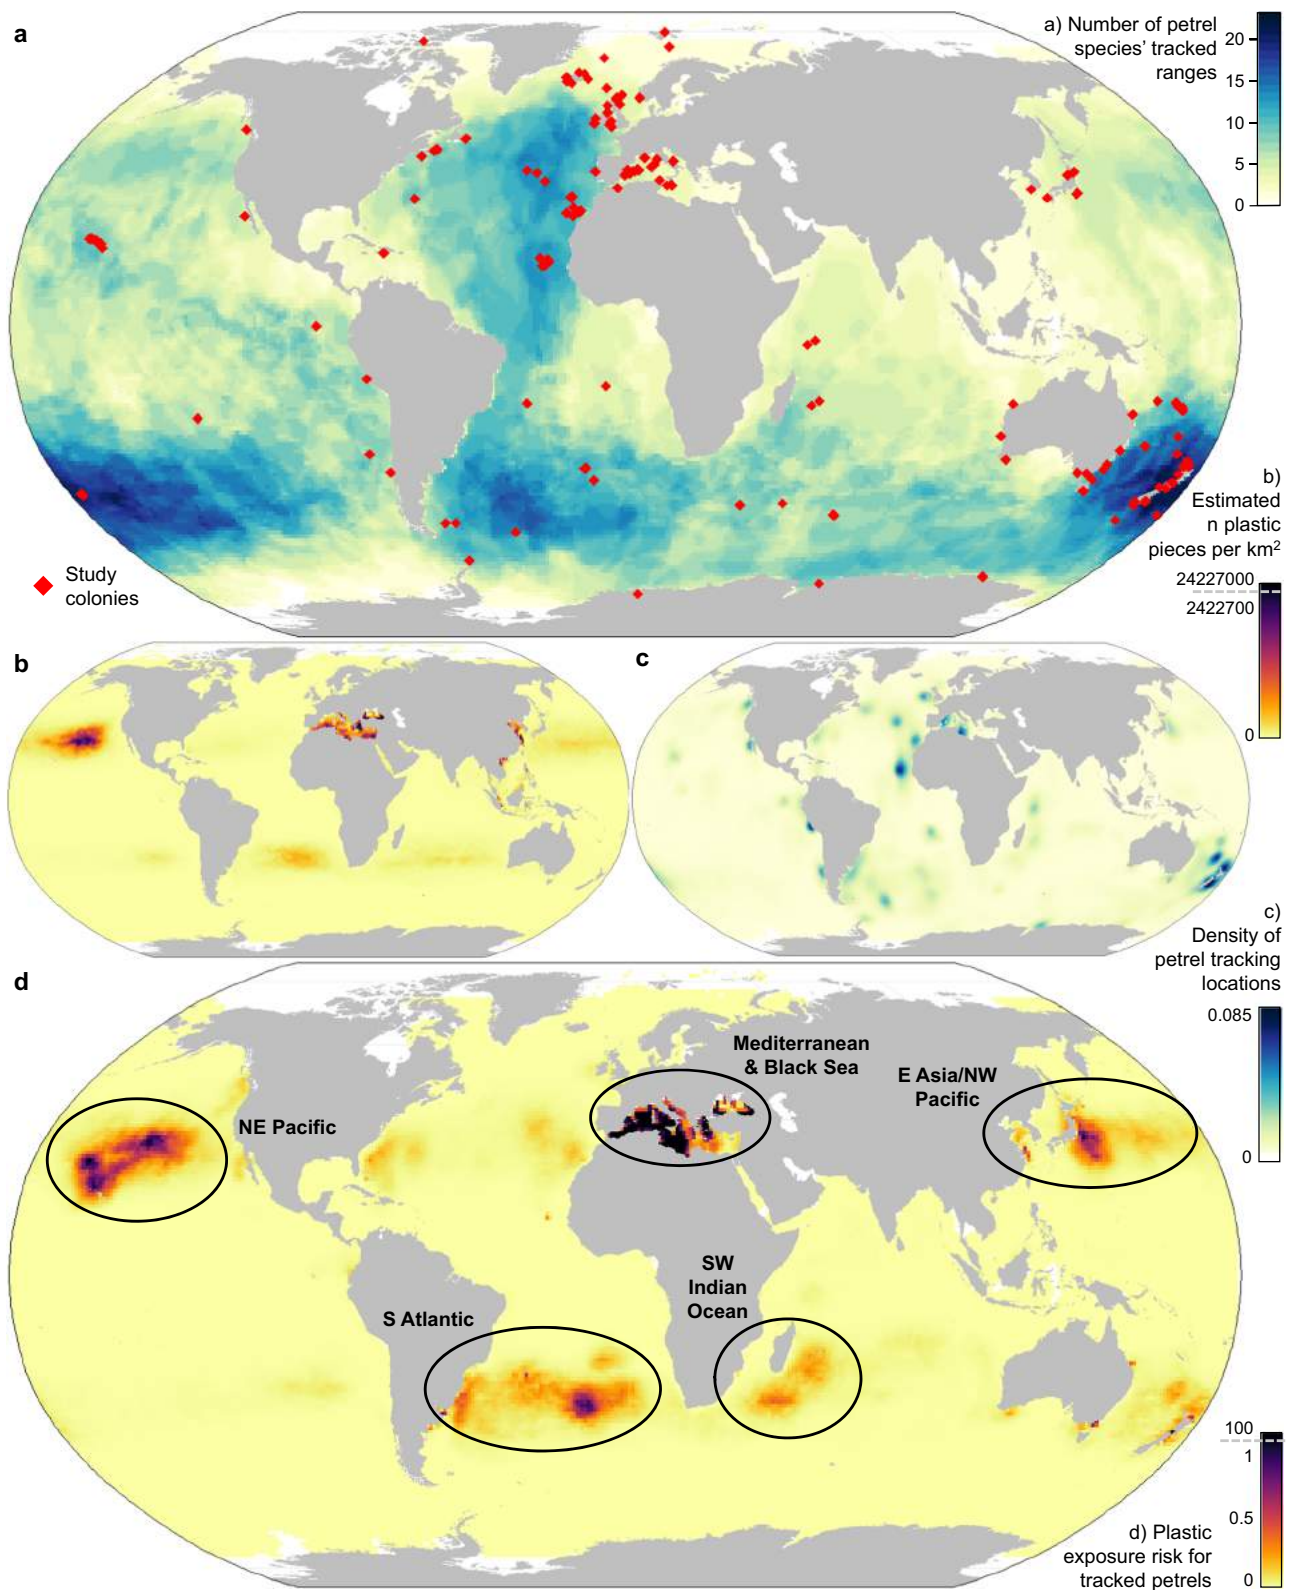 a
a) Number of petrel
species' tracked
ranges
20
15
10
5
0
Study
colonies
b)
Estimated
n plastic
pieces per km²
24227000
2422700
0
b
c
c)
Density of
petrel tracking
locations
0.085
0
d
Mediterranean
& Black Sea
E Asia/NW
Pacific
NE Pacific
SW
Indian
Ocean
S Atlantic
100
1
0.5
0
d) Plastic
exposure risk for
tracked petrels